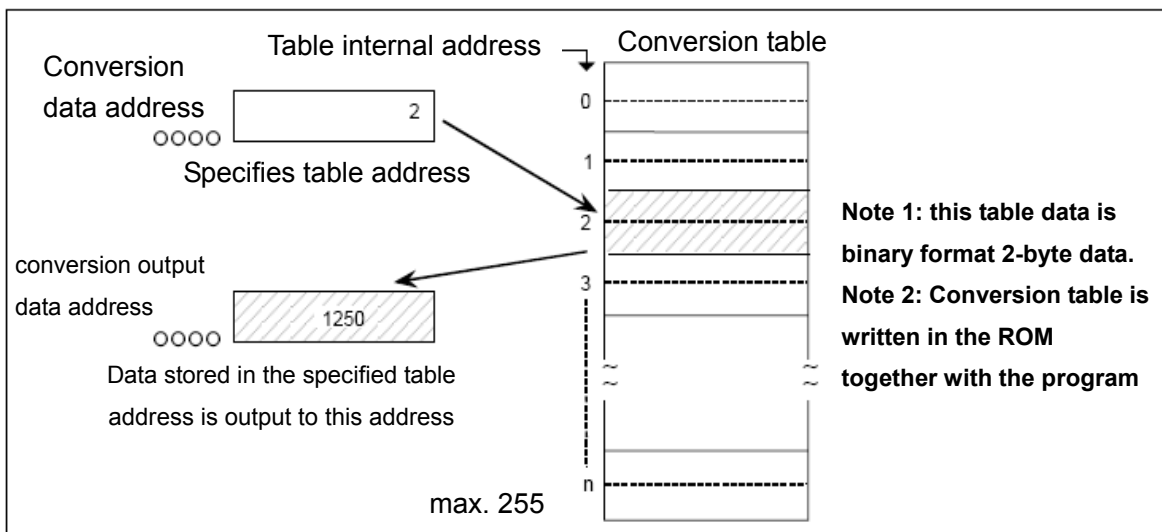 Table internal address
Conversion table
Conversion
data address
○○○○
2
Specifies table address
0
1
2
3
n
conversion output
data address
○○○○
1250
Data stored in the specified table
address is output to this address
max. 255
Note 1: this table data is
binary format 2-byte data.
Note 2: Conversion table is
written in the ROM
together with the program